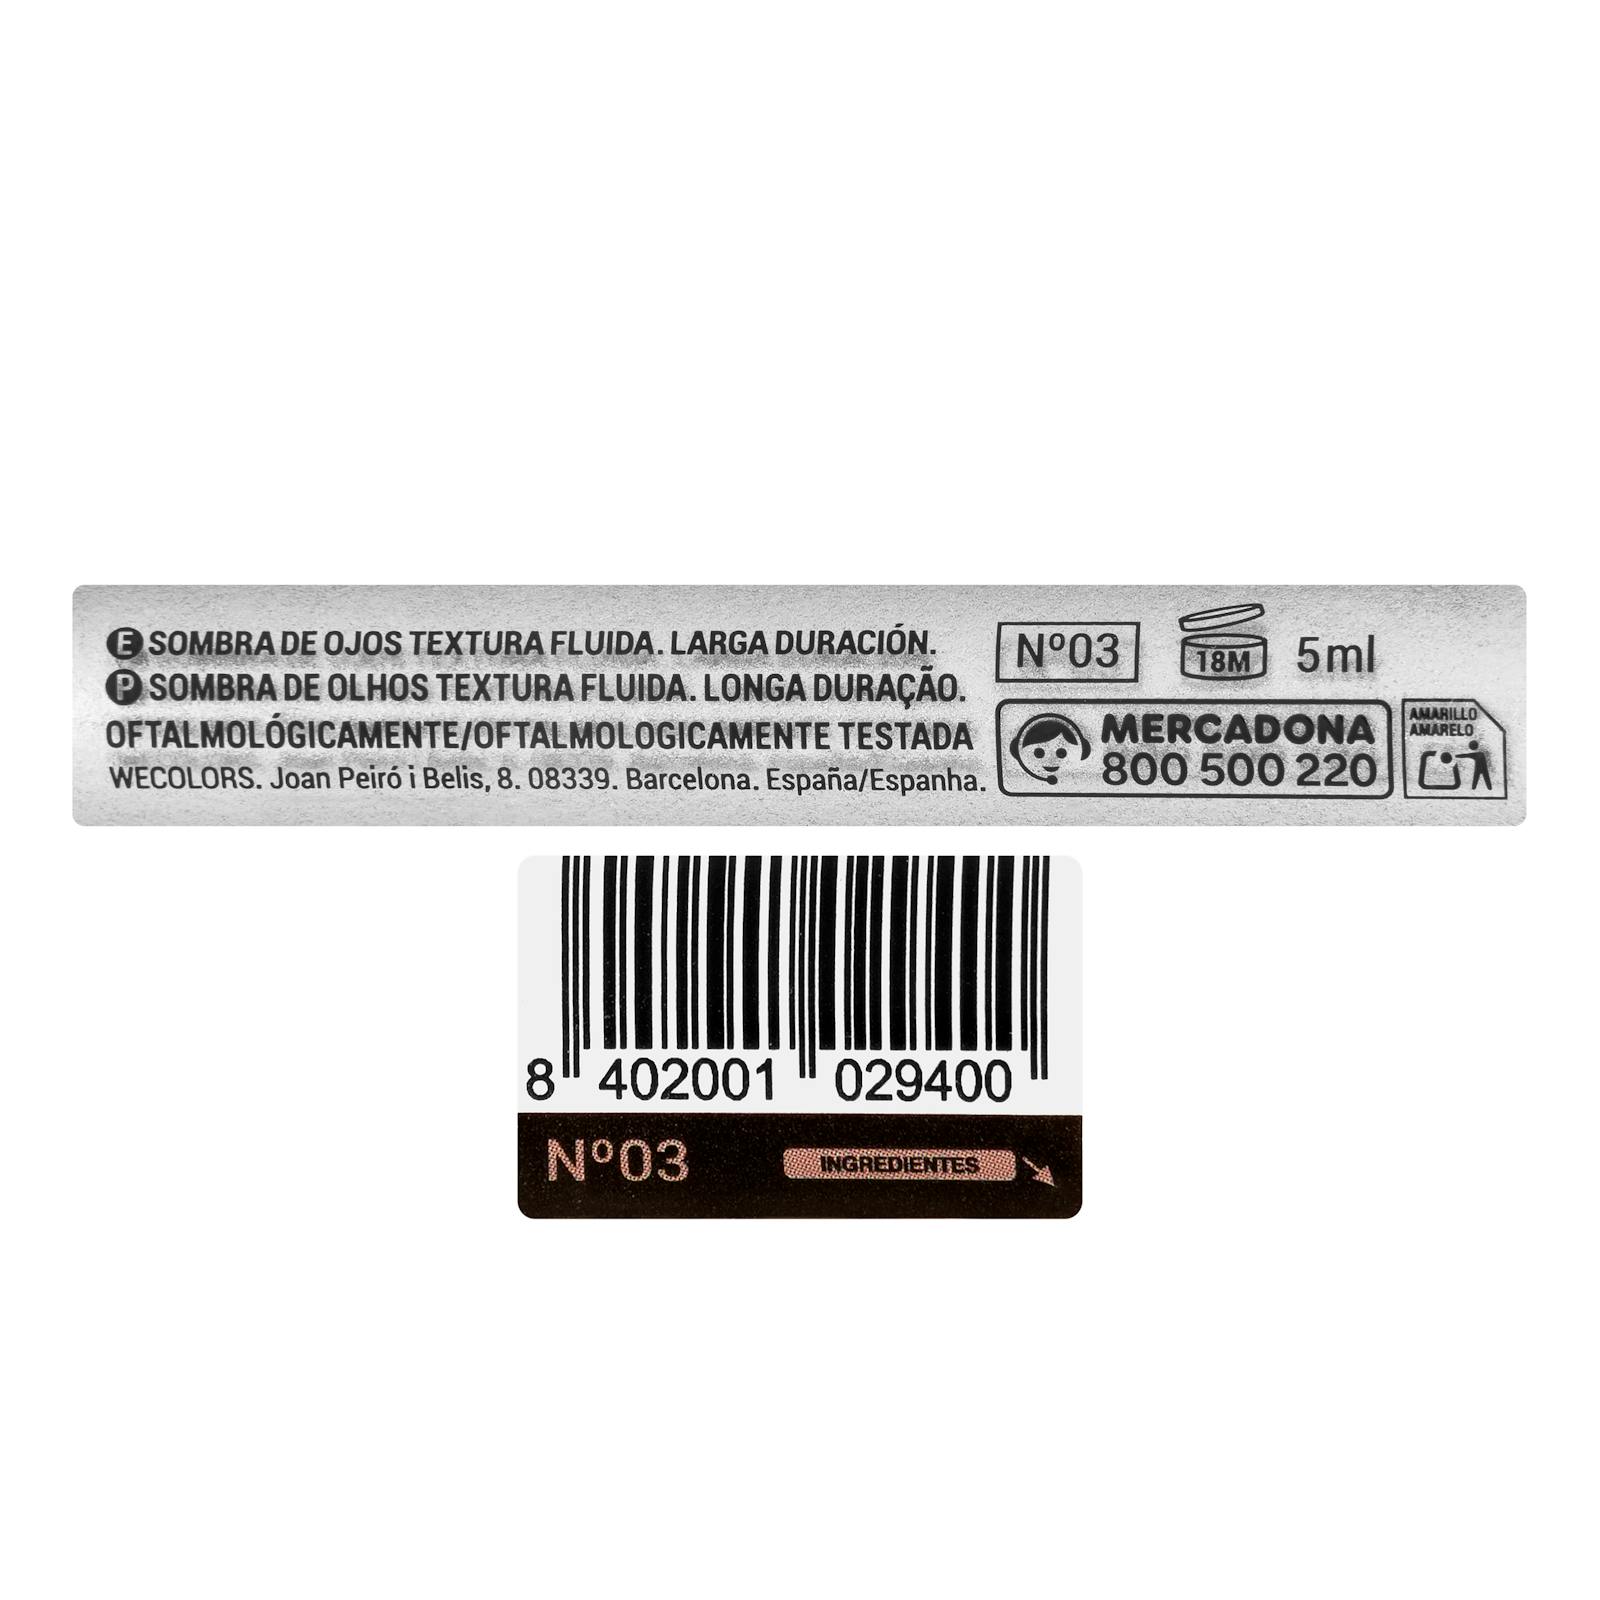 E SOMBRA DE OJOS TEXTURA FLUIDA. LARGA DURACIÓN.
P SOMBRA DE OLHOS TEXTURA FLUIDA. LONGA DURAÇÃO.
OFTALMOLÓGICAMENTE/OFTALMOLOGICAMENTE TESTADA
WECOLORS. Joan Peiró i Belis, 8. 08339. Barcelona. España/Espanha.
Nº03
18M
5ml
MERCADONA
800 500 220
AMARILLO
AMARELO
8 402001 029400
Nº03
INGREDIENTES